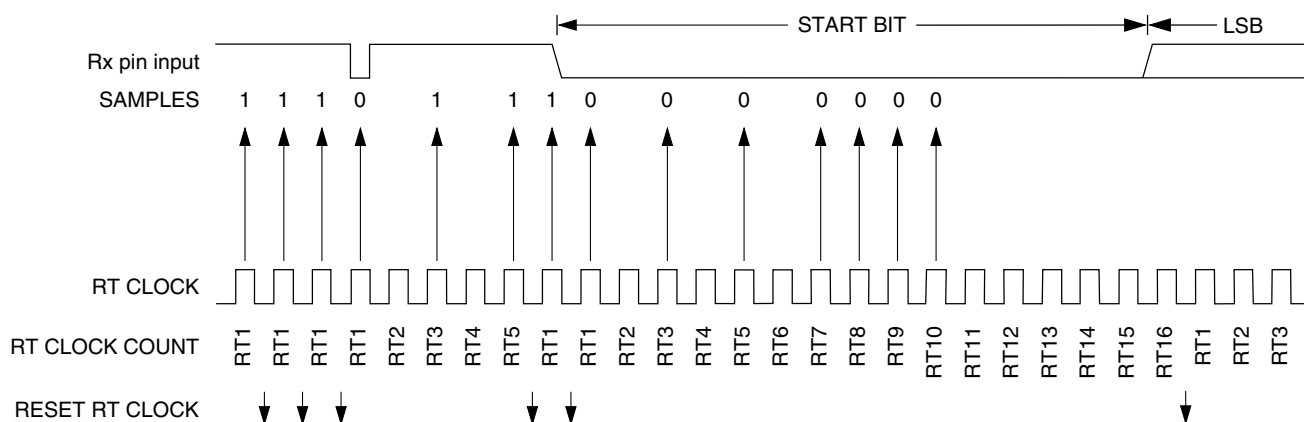 START BIT LSB
Rx pin input
SAMPLES 1 1 1 0 1 1 1 0 0 0 0 0 0 0
RT CLOCK
RT CLOCK COUNT RT1 RT1 RT1 RT1 RT2 RT3 RT4 RT5 RT1 RT1 RT2 RT3 RT4 RT5 RT6 RT7 RT8 RT9 RT10 RT11 RT12 RT13 RT14 RT15 RT16 RT1 RT2 RT3
RESET RT CLOCK